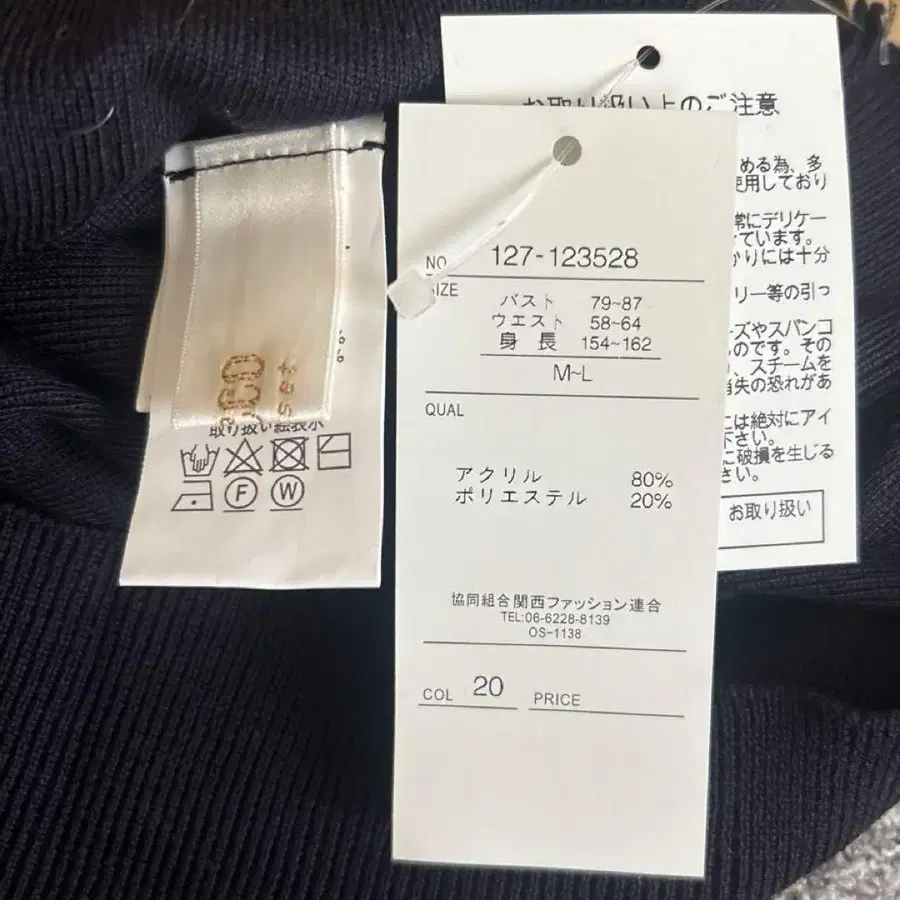 お取り扱い上のご注意
める為、多
使用しており
常にデリケー
ています。
かりには十分
リー等の引っ
ズやスパンコ
ものです。その
、スチームを
消失の恐れがあ
には絶対にアイ
下さい。
に破損を生じる
さい。
お取り扱い
NO 127-123528
SIZE
バスト 79~87
ウエスト 58~64
身長 154~162
M~L
QUAL
アクリル 80%
ポリエステル 20%
協同組合関西ファッション連合
TEL:06-6228-8139
OS-1138
COL 20 PRICE
取り扱い絵表示
F W